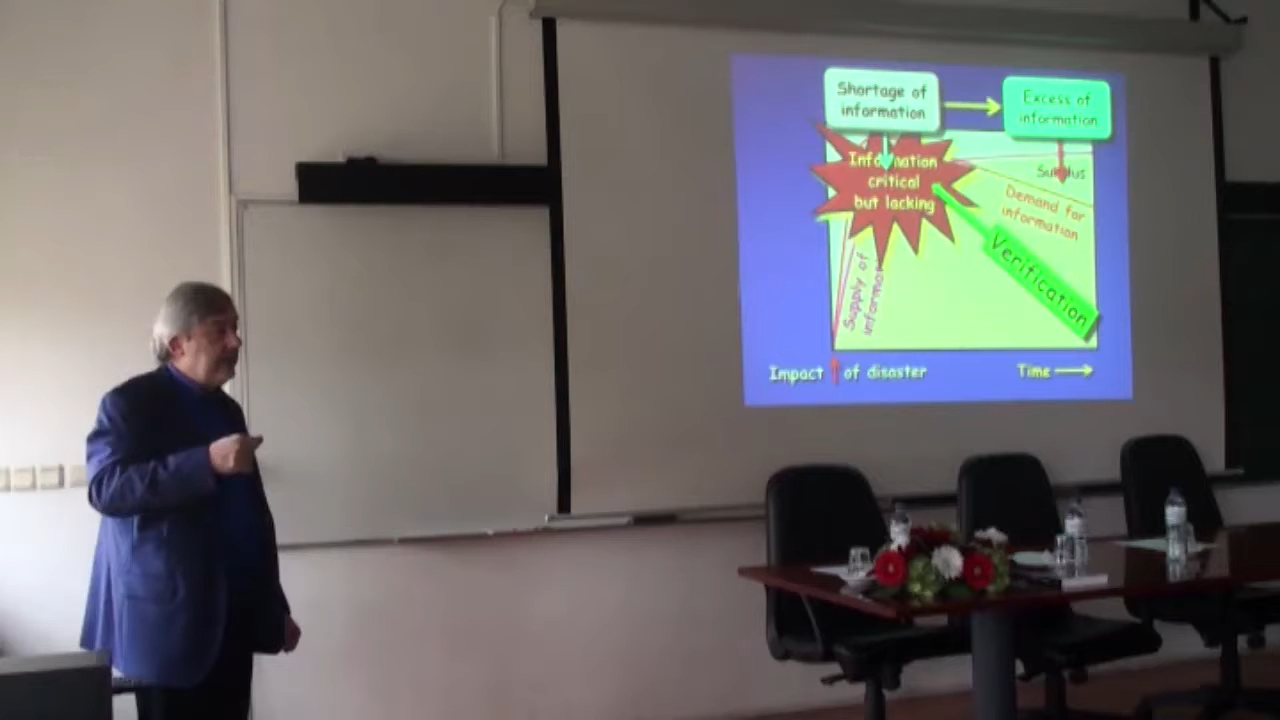 Shortage of
information
Excess of
information
Information
critical
but lacking
Surplus
Demand for
information
Verification
Supply of
Impact of disaster
Time